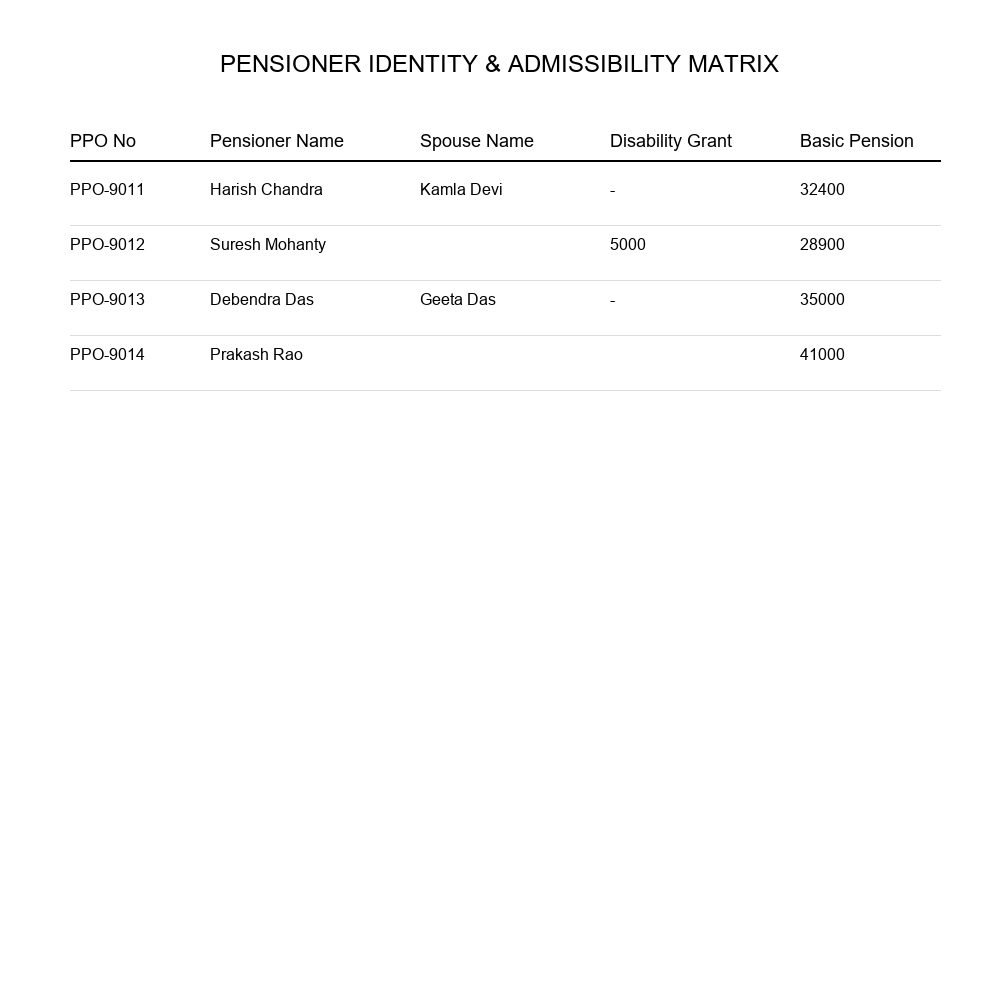 PENSIONER IDENTITY & ADMISSIBILITY MATRIX
PPO No Pensioner Name Spouse Name Disability Grant Basic Pension
PPO-9011 Harish Chandra Kamla Devi - 32400
PPO-9012 Suresh Mohanty 5000 28900
PPO-9013 Debendra Das Geeta Das - 35000
PPO-9014 Prakash Rao 41000